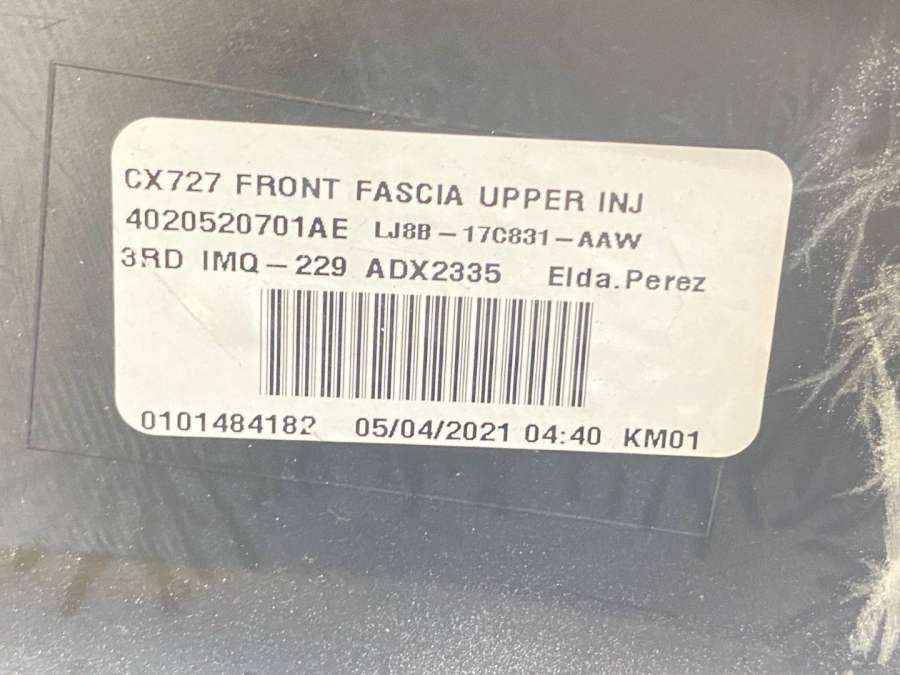 CX727 FRONT FASCIA UPPER INJ
4020520701AE LJ8B-17C831-AAW
3RD IMQ-229 ADX2335 Elda.Perez
0101484182 05/04/2021 04:40 KM01